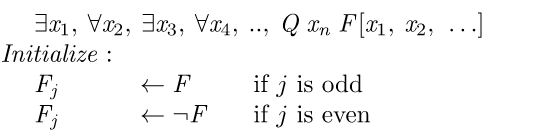 ∃x₁, ∀x₂, ∃x₃, ∀x₄, .., Q xₙ F[x₁, x₂, ...]
Initialize :
Fⱼ ← F if j is odd
Fⱼ ← ¬F if j is even